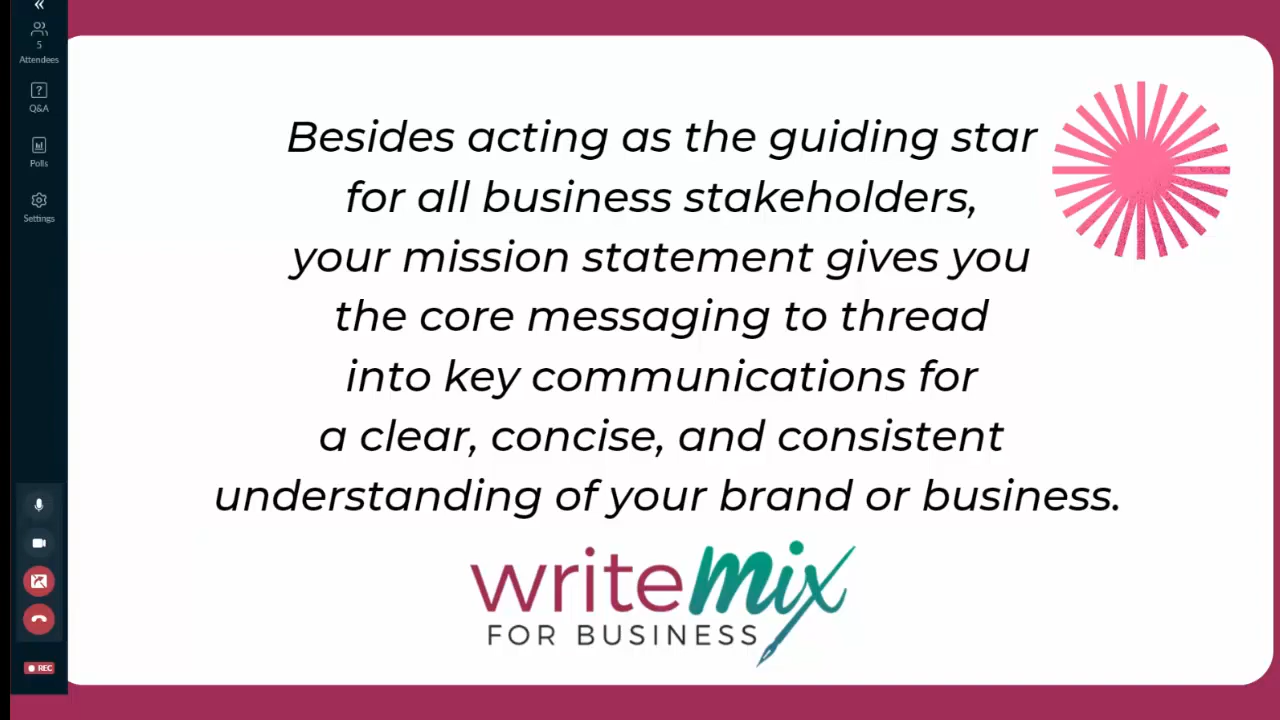 5
Attendees
Q&A
Polls
Settings
REC
Besides acting as the guiding star
for all business stakeholders,
your mission statement gives you
the core messaging to thread
into key communications for
a clear, concise, and consistent
understanding of your brand or business.
writemix
FOR BUSINESS